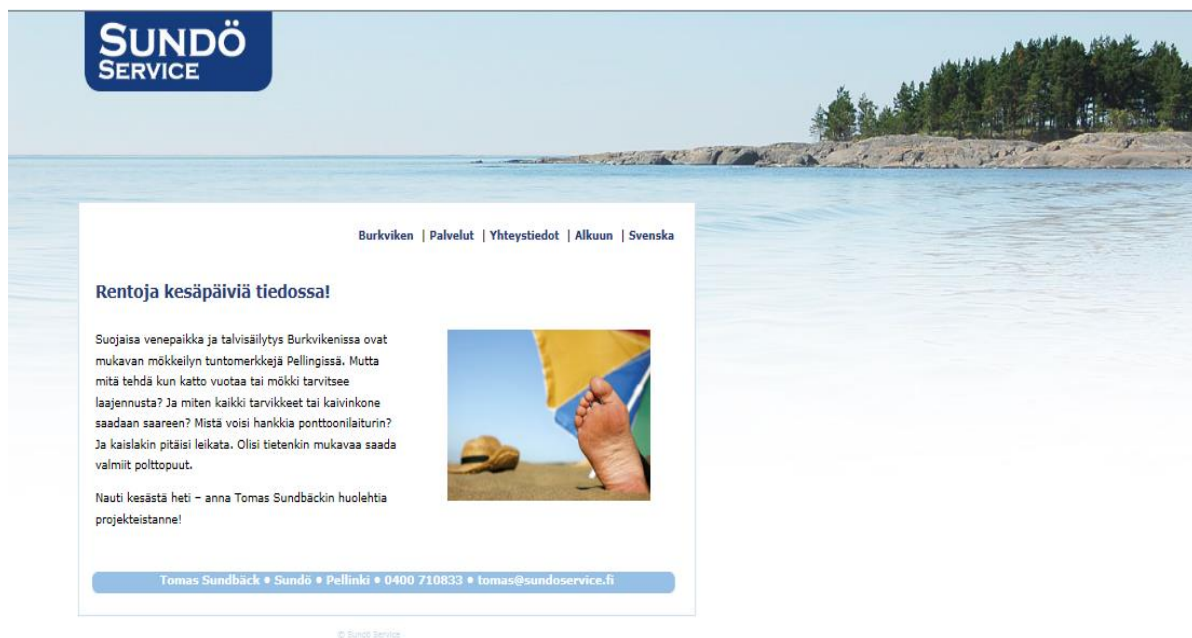 SUNDÖ
SERVICE
Burkviken | Palvelut | Yhteystiedot | Alkuun | Svenska
Rentoja kesäpäiviä tiedossa!
Suojaisa venepaikka ja talvisäilytys Burkvikenissa ovat
mukavan mökkeilyn tuntomerkkejä Pellingissä. Mutta
mitä tehdä kun katto vuotaa tai mökki tarvitsee
laajennusta? Ja miten kaikki tarvikkeet tai kaivinkone
saadaan saareen? Mistä voisi hankkia ponttoonilaiturin?
Ja kaislakin pitäisi leikata. Olisi tietenkin mukavaa saada
valmiit polttopuut.
Nauti kesästä heti – anna Tomas Sundbäckin huolehtia
projekteistanne!
Tomas Sundbäck • Sundö • Pellinki • 0400 710833 • tomas@sundoservice.fi
© Sundö Service